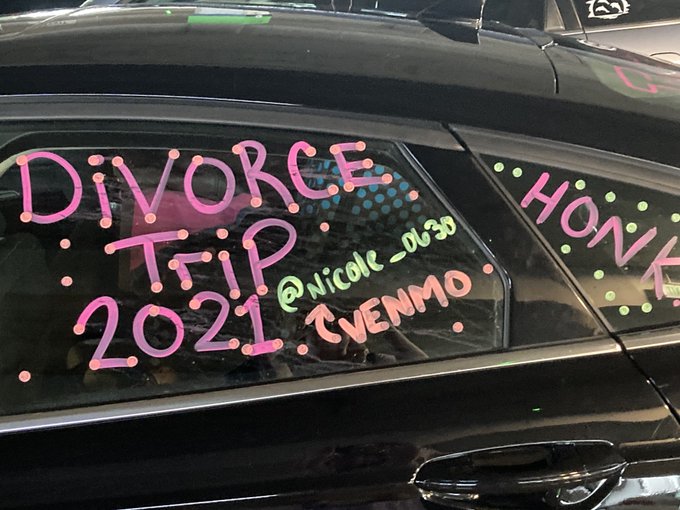 DiVORCE
TriP
2021
@Nicole_0630
VENMO
HONK